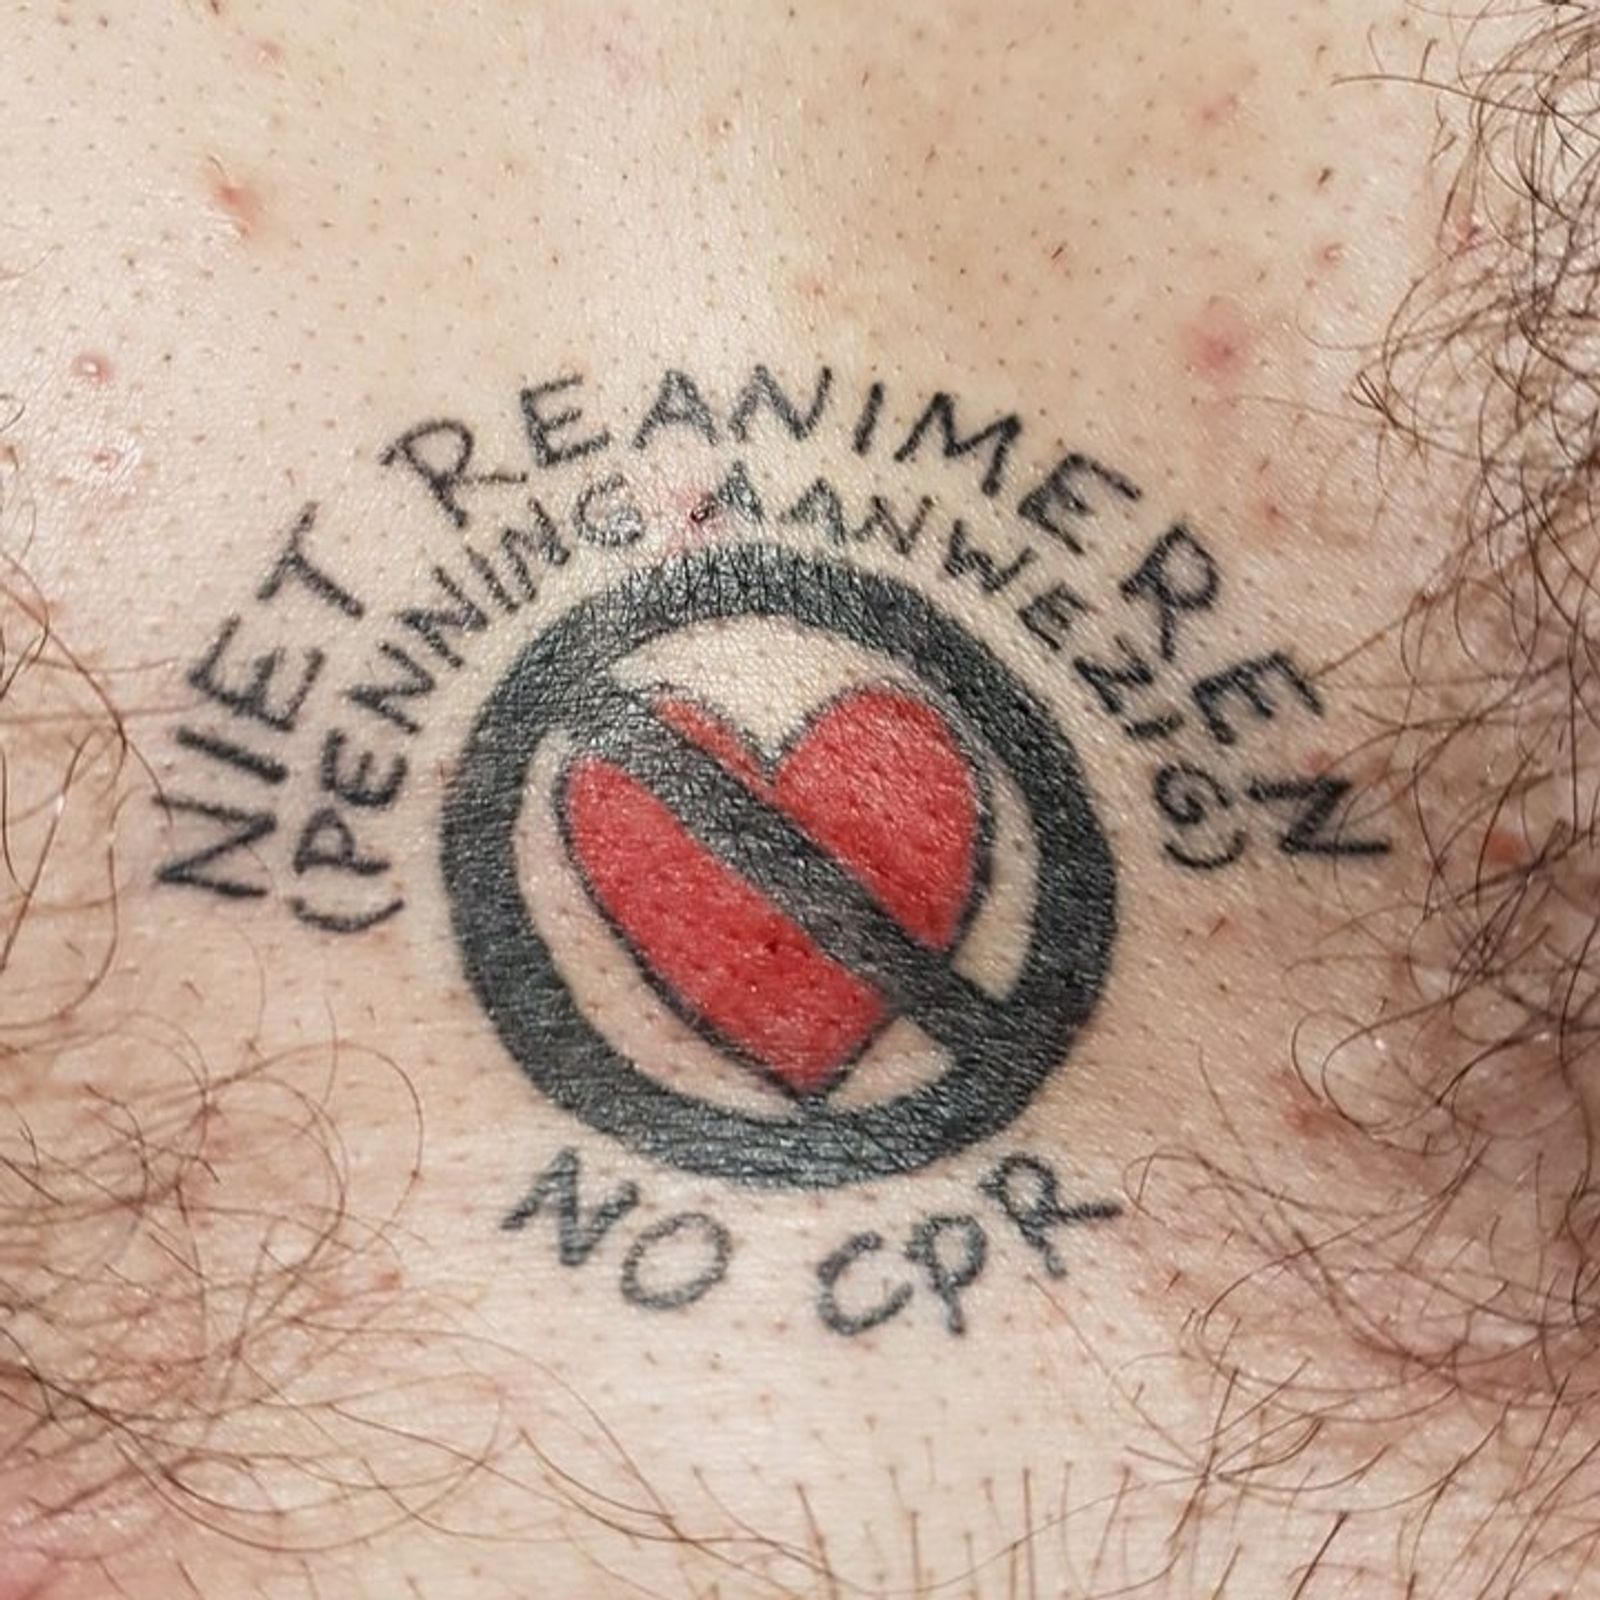 NIET REANIMEREN
(PENNING AANWEZIG)
NO CPR